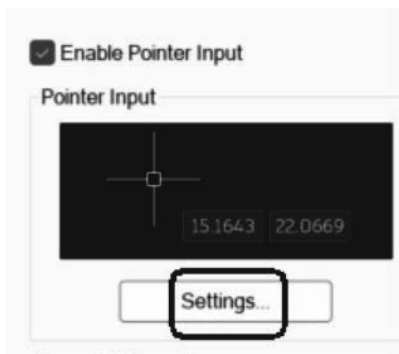 Enable Pointer Input
Pointer Input
15.1643 22.0669
Settings...